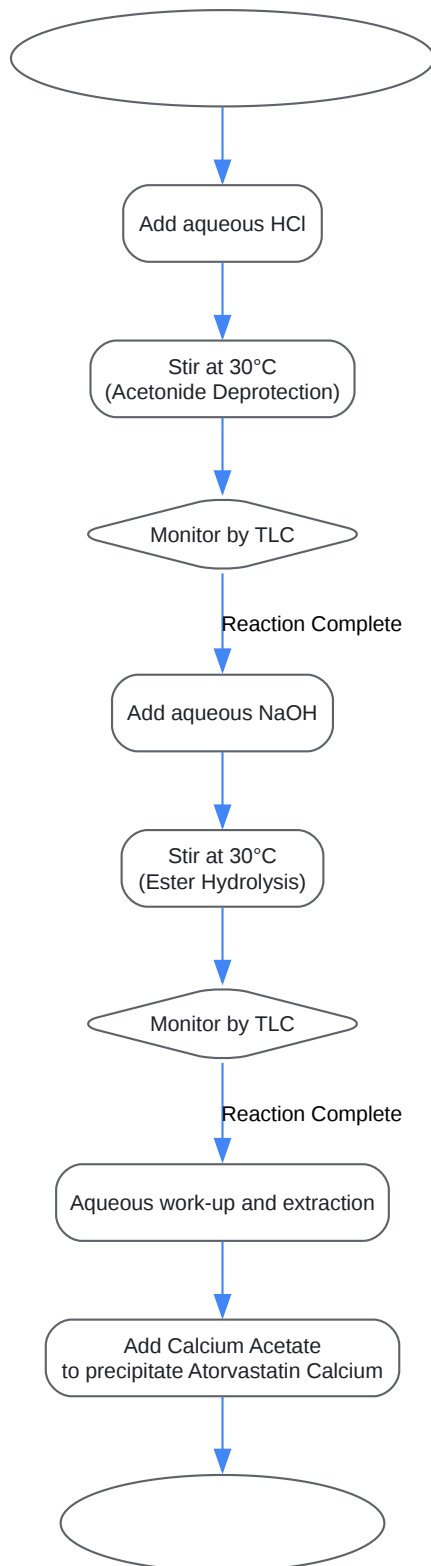 Add aqueous HCl
Stir at 30°C
(Acetonide Deprotection)
Monitor by TLC
Reaction Complete
Add aqueous NaOH
Stir at 30°C
(Ester Hydrolysis)
Monitor by TLC
Reaction Complete
Aqueous work-up and extraction
Add Calcium Acetate
to precipitate Atorvastatin Calcium